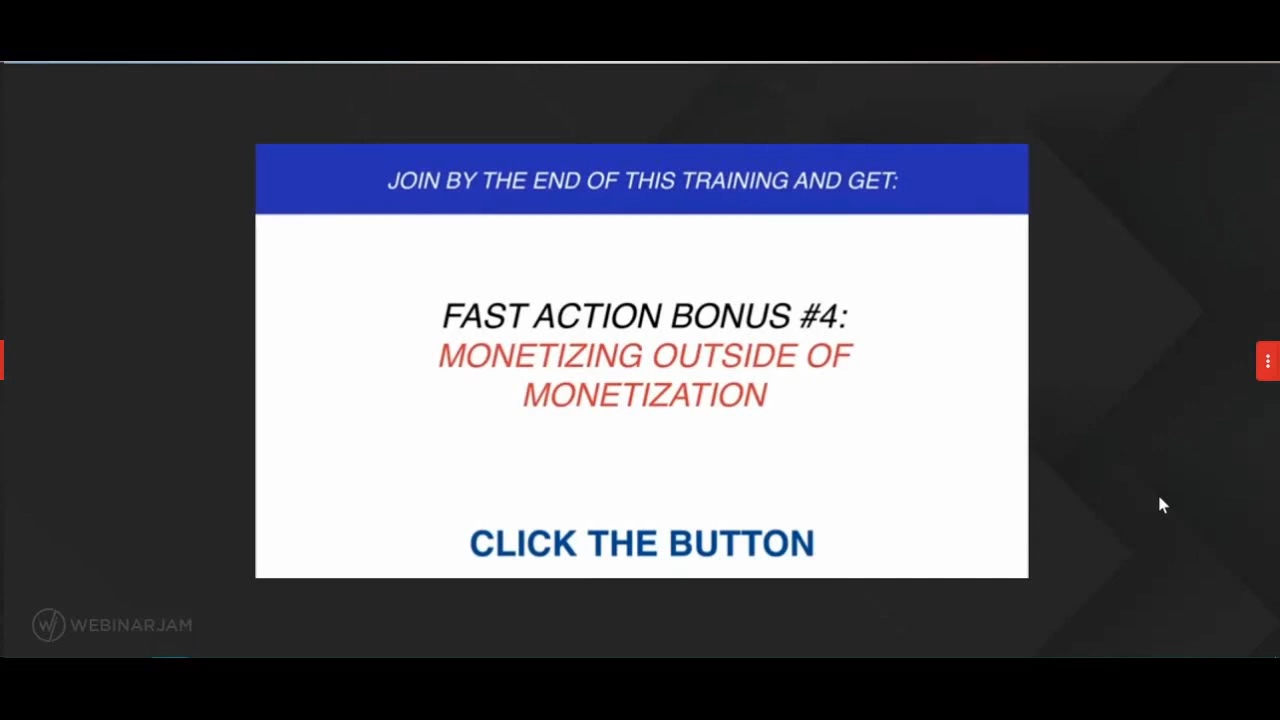 JOIN BY THE END OF THIS TRAINING AND GET:
FAST ACTION BONUS #4:
MONETIZING OUTSIDE OF
MONETIZATION
CLICK THE BUTTON
WEBINARJAM